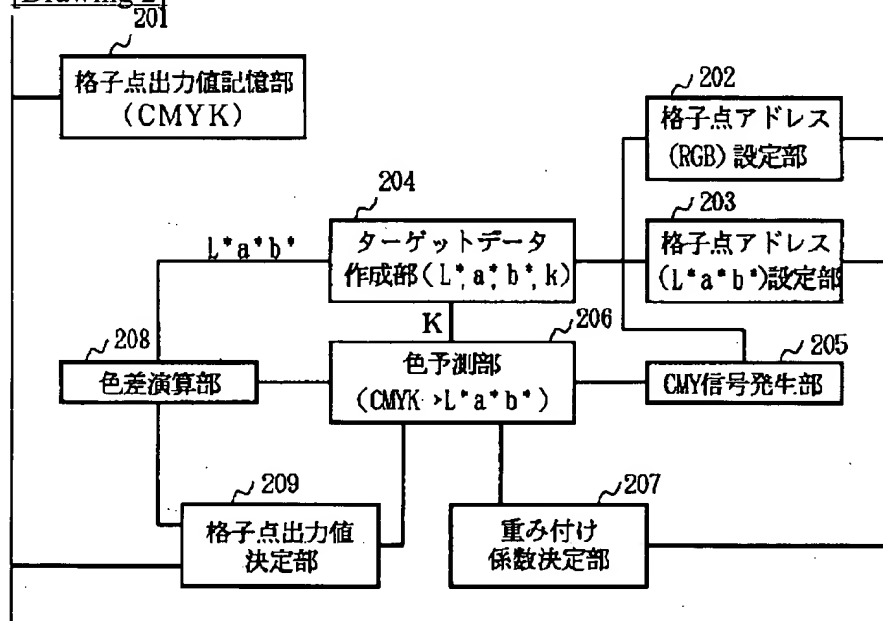 [Drawing 2]
201
格子点出力値記憶部
(CMYK)
202
格子点アドレス
(RGB)設定部
203
格子点アドレス
(L*a*b*)設定部
204
ターゲットデータ
作成部(L*,a*,b*,k)
L*a*b*
K
206
色予測部
(CMYK→L*a*b*)
205
CMY信号発生部
208
色差演算部
209
格子点出力値
決定部
207
重み付け
係数決定部